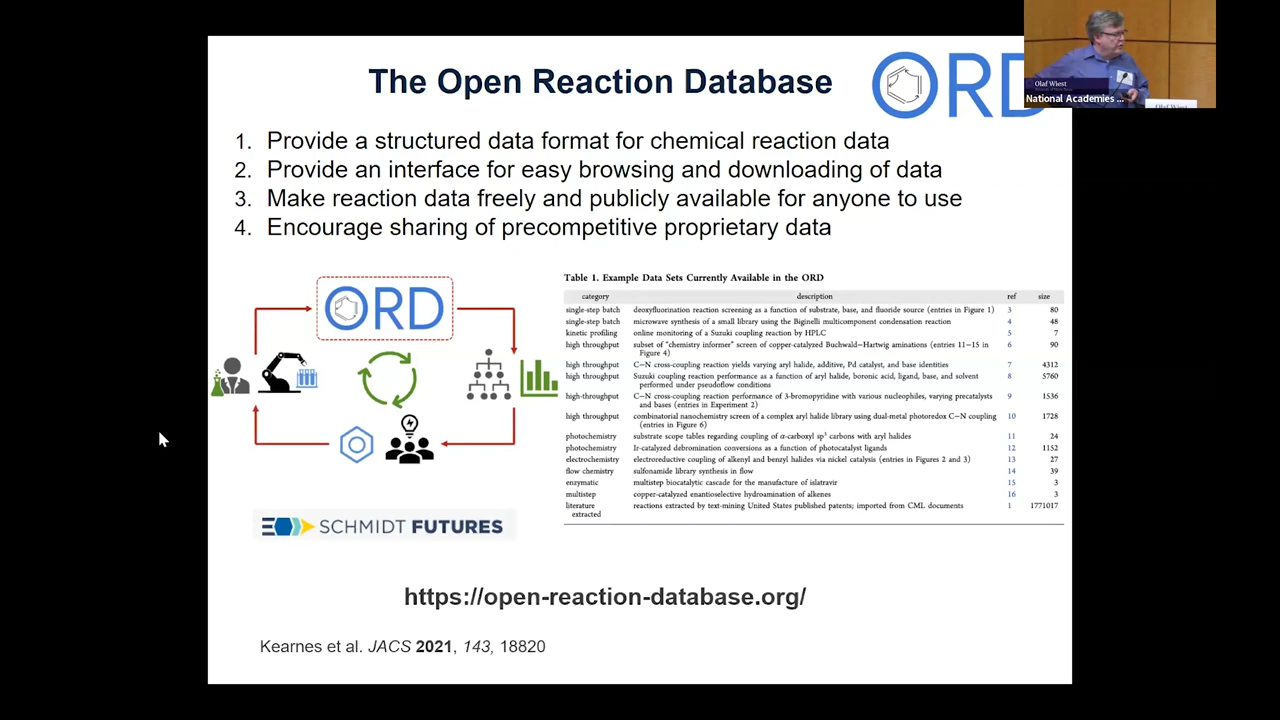 The Open Reaction Database
ORD
Olaf Wiest
National Academies ...
Olaf Wiest
1. Provide a structured data format for chemical reaction data
2. Provide an interface for easy browsing and downloading of data
3. Make reaction data freely and publicly available for anyone to use
4. Encourage sharing of precompetitive proprietary data
ORD
Table 1. Example Data Sets Currently Available in the ORD
category description ref size
single-step batch deoxyfluorination reaction screening as a function of substrate, base, and fluoride source (entries in Figure 1) 3 80
single-step batch microwave synthesis of a small library using the Biginelli multicomponent condensation reaction 4 48
kinetic profiling online monitoring of a Suzuki coupling reaction by HPLC 5 7
high throughput subset of "chemistry informer" screen of copper-catalyzed Buchwald−Hartwig aminations (entries 11−15 in 6 90
Figure 4)
high throughput C−N cross-coupling reaction yields varying aryl halide, additive, Pd catalyst, and base identities 7 4312
high throughput Suzuki coupling reaction performance as a function of aryl halide, boronic acid, ligand, base, and solvent 8 5760
performed under pseudoflow conditions
high-throughput C−N cross-coupling reaction performance of 3-bromopyridine with various nucleophiles, varying precatalysts 9 1536
and bases (entries in Experiment 2)
high throughput combinatorial nanochemistry screen of a complex aryl halide library using dual-metal photoredox C−N coupling 10 1728
(entries in Figure 6)
photochemistry substrate scope tables regarding coupling of α-carboxyl sp³ carbons with aryl halides 11 24
photochemistry Ir-catalyzed debromination conversions as a function of photocatalyst ligands 12 1152
electrochemistry electroreductive coupling of alkenyl and benzyl halides via nickel catalysis (entries in Figures 2 and 3) 13 27
flow chemistry sulfonamide library synthesis in flow 14 39
enzymatic multistep biocatalytic cascade for the manufacture of islatravir 15 3
multistep copper-catalyzed enantioselective hydroamination of alkenes 16 3
literature reactions extracted by text-mining United States published patents; imported from CML documents 1 1771017
extracted
SCHMIDT FUTURES
https://open-reaction-database.org/
Kearnes et al. JACS 2021, 143, 18820